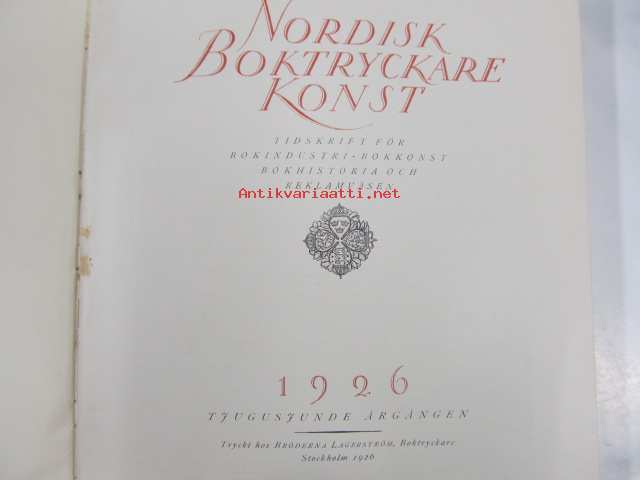 NORDISK
BOKTRYCKARE
KONST
TIDSKRIFT FÖR
BOKINDUSTRI-BOKKONST
BOKHISTORIA OCH
REKLAMVÄSEN
Antikvariaatti.net
1926
TJUGUSJUNDE ÅRGÅNGEN
Tryckt hos BRÖDERNA LAGERSTRÖM, Boktryckare
Stockholm 1926